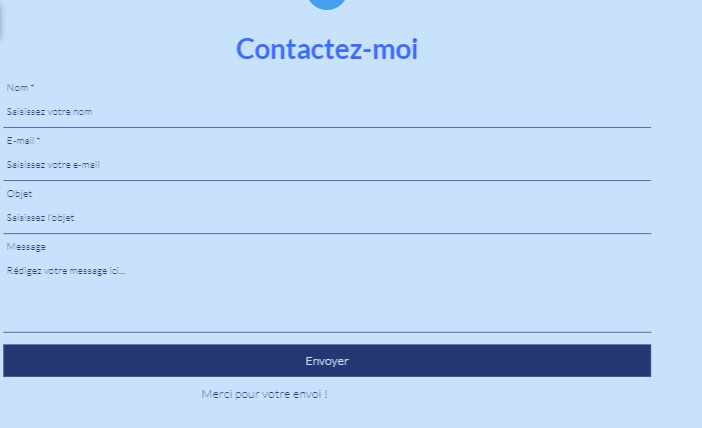 Contactez-moi
Nom *
Saisissez votre nom
E-mail *
Saisissez votre e-mail
Objet
Saisissez l'objet
Message
Rédigez votre message ici...
Envoyer
Merci pour votre envoi !